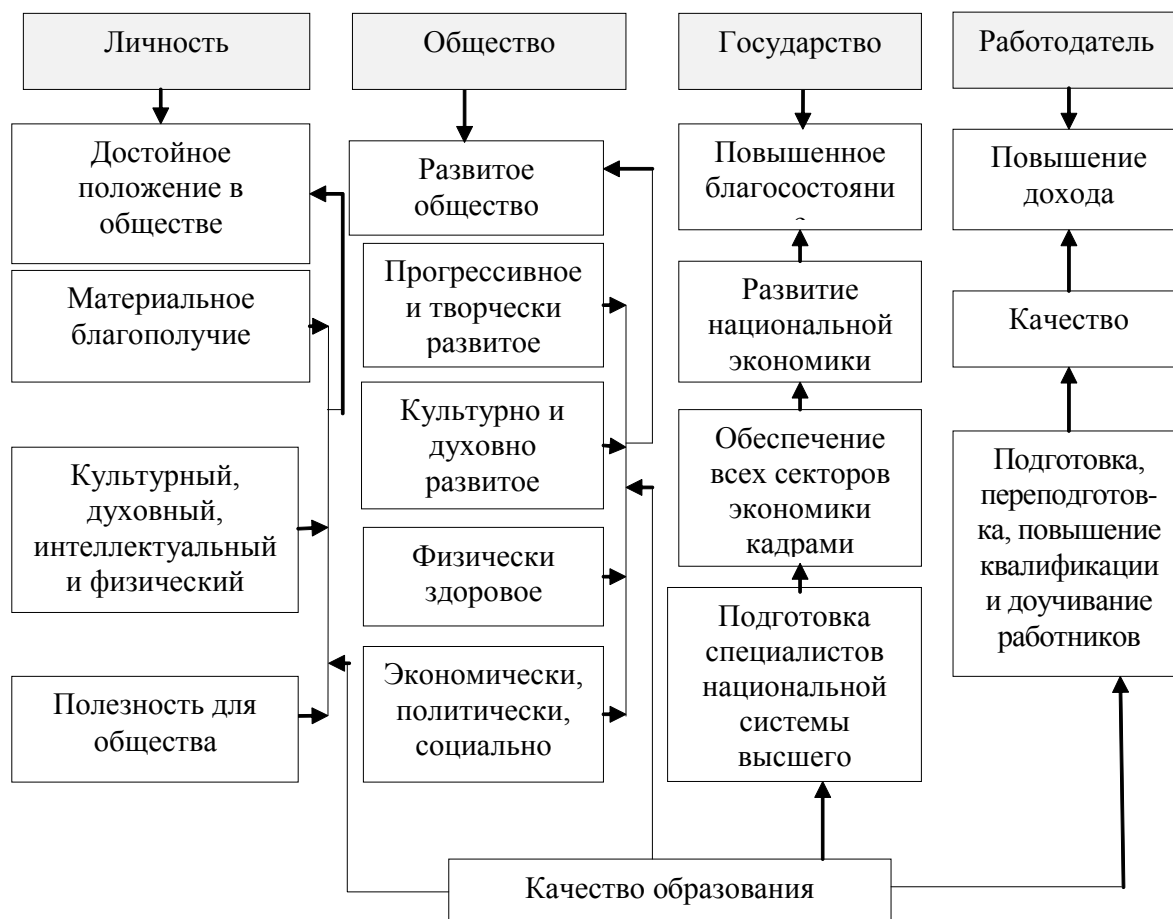 Личность
Общество
Государство
Работодатель
Достойное
положение в
обществе
Материальное
благополучие
Культурный,
духовный,
интеллектуальный
и физический
Полезность для
общества
Развитое
общество
Прогрессивное
и творчески
развитое
Культурно и
духовно
развитое
Физически
здоровое
Экономически,
политически,
социально
Повышенное
благосостояни
Развитие
национальной
экономики
Обеспечение
всех секторов
экономики
кадрами
Подготовка
специалистов
национальной
системы
высшего
Повышение
дохода
Качество
Подготовка,
переподготов-
ка, повышение
квалификации
и доучивание
работников
Качество образования